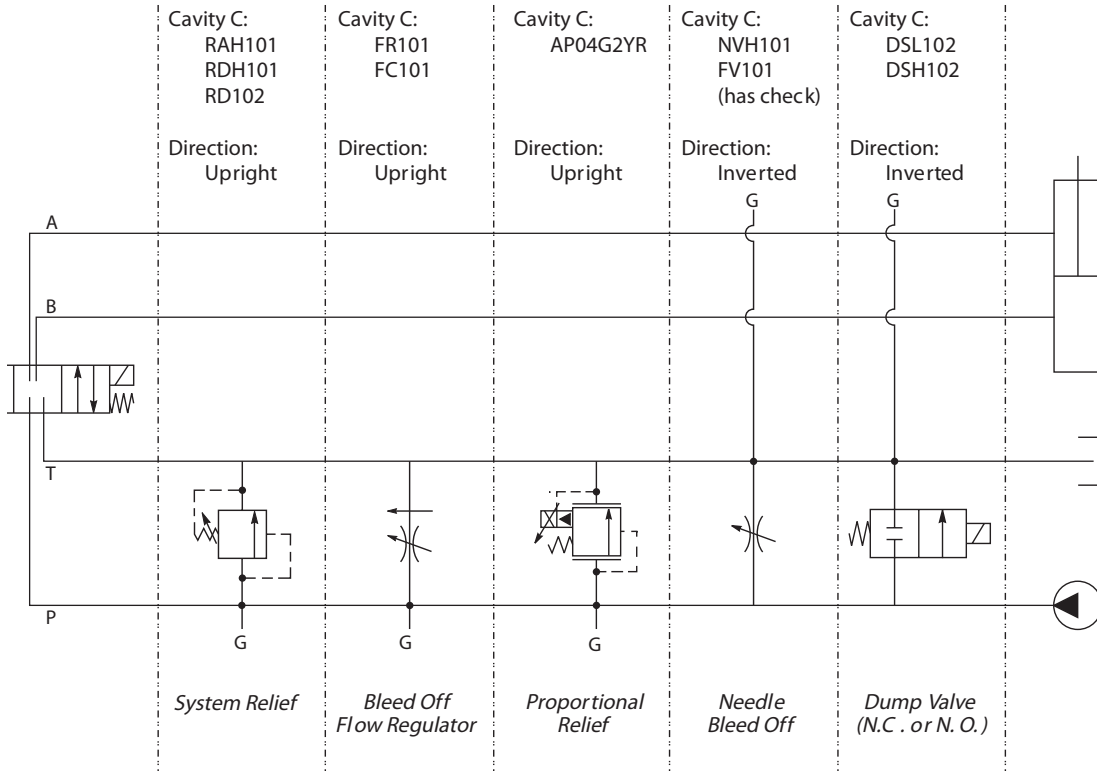 Cavity C:
RAH101
RDH101
RD102
Direction:
Upright
Cavity C:
FR101
FC101
Direction:
Upright
Cavity C:
AP04G2YR
Direction:
Upright
Cavity C:
NVH101
FV101
(has check)
Direction:
Inverted
G
Cavity C:
DSL102
DSH102
Direction:
Inverted
G
A
B
T
P
G
G
G
System Relief
Bleed Off
Flow Regulator
Proportional
Relief
Needle
Bleed Off
Dump Valve
(N.C. or N.O.)